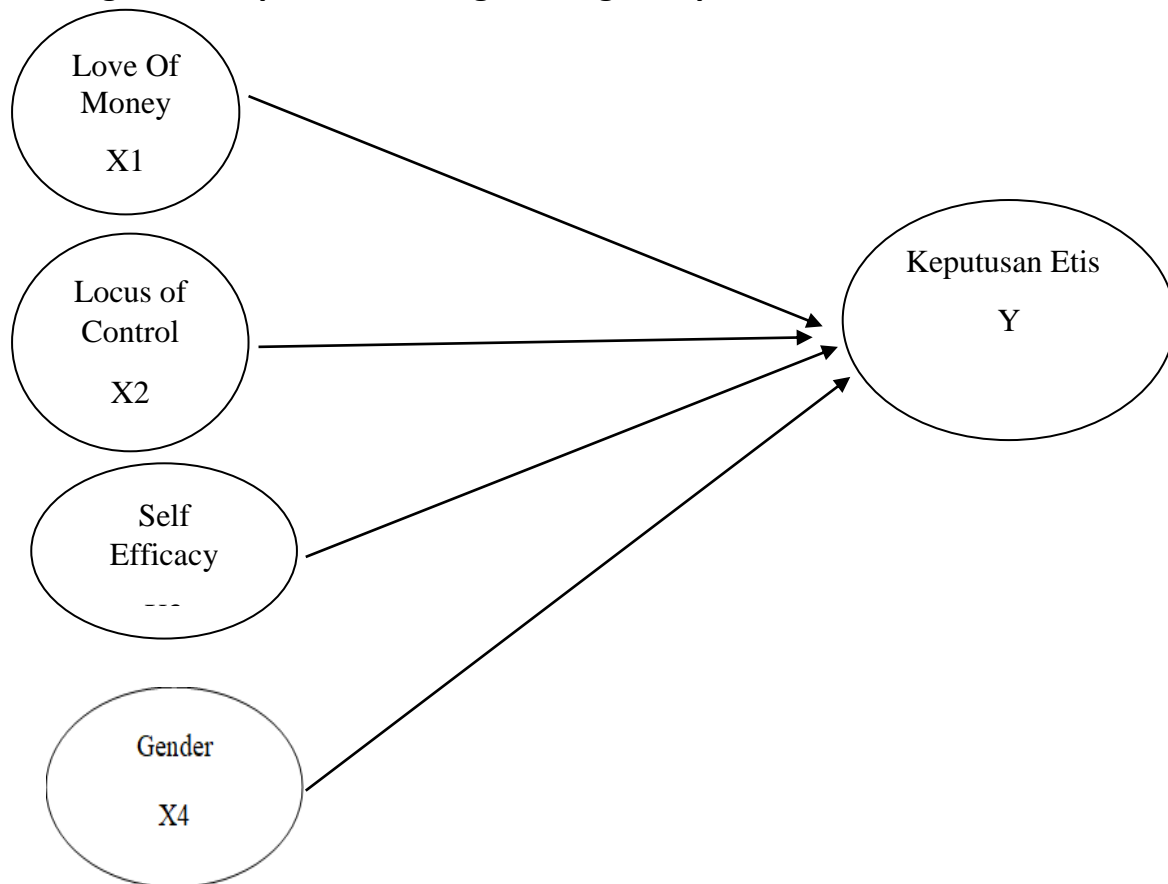 Love Of
Money
X1
Locus of
Control
X2
Self
Efficacy
Gender
X4
Keputusan Etis
Y